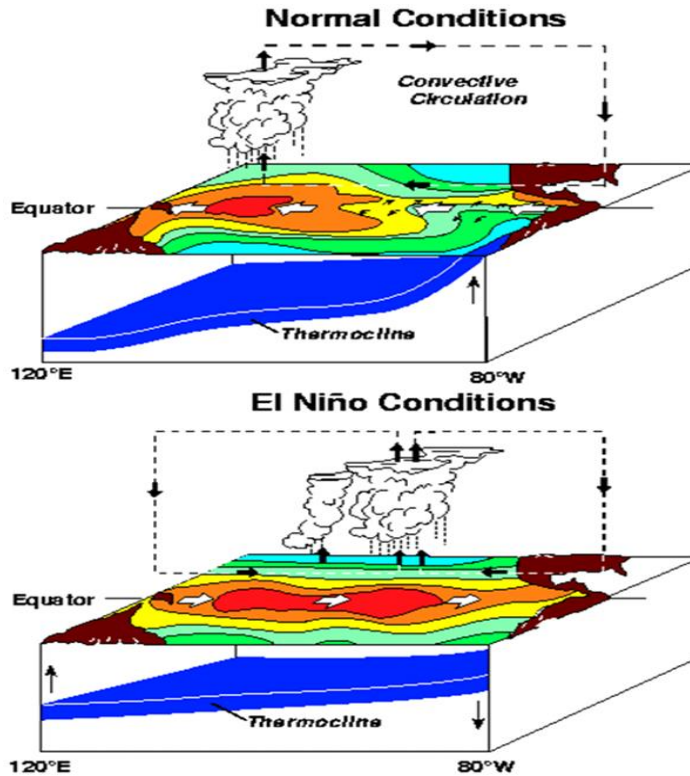 Normal Conditions
Convective
Circulation
Equator
Thermocline
120°E
80°W
El Niño Conditions
Equator
Thermocline
120°E
80°W